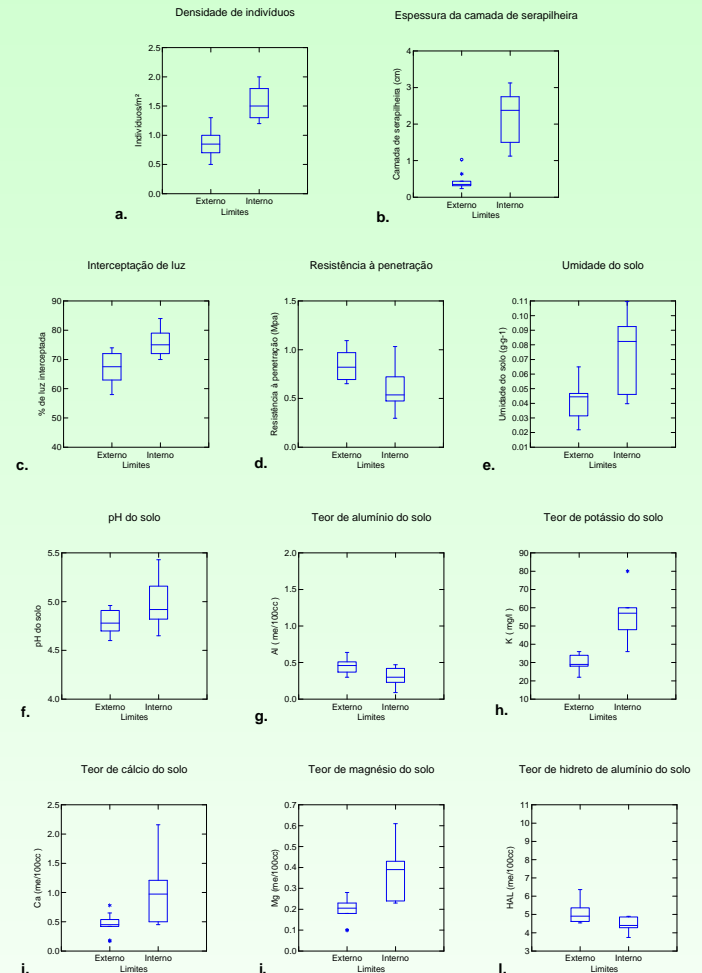 Densidade de indivíduos
Indivíduos/m²
2.5
2.0
1.5
1.0
0.5
0.0
Externo Interno
Limites
a.
Espessura da camada de serapilheira
Camada de serapilheira (cm)
4
3
2
1
0
Externo Interno
Limites
b.
Interceptação de luz
% de luz interceptada
90
80
70
60
50
40
Externo Interno
Limites
c.
Resistência à penetração
Resistência à penetração (Mpa)
1.5
1.0
0.5
0.0
Externo Interno
Limites
d.
Umidade do solo
Umidade do solo (g-g-1)
0.11
0.10
0.09
0.08
0.07
0.06
0.05
0.04
0.03
0.02
0.01
Externo Interno
Limites
e.
pH do solo
pH do solo
5.5
5.0
4.5
4.0
Externo Interno
Limites
f.
Teor de alumínio do solo
Al ( me/100cc)
2.0
1.5
1.0
0.5
0.0
Externo Interno
Limites
g.
Teor de potássio do solo
K ( mg/l )
90
80
70
60
50
40
30
20
10
Externo Interno
Limites
h.
Teor de cálcio do solo
Ca (me/100cc )
2.5
2.0
1.5
1.0
0.5
0.0
Externo Interno
Limites
i.
Teor de magnésio do solo
Mg (me/100cc)
0.7
0.6
0.5
0.4
0.3
0.2
0.1
0.0
Externo Interno
Limites
j.
Teor de hidreto de alumínio do solo
HAL (me/100cc)
11
10
9
8
7
6
5
4
3
Externo Interno
Limites
l.